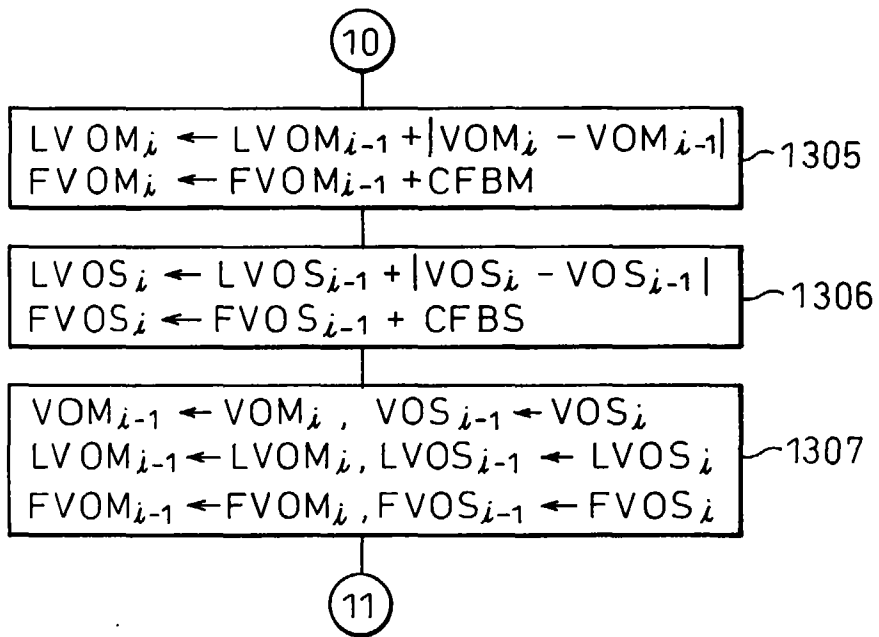 10
LVOMᵢ ← LVOMᵢ₋₁ + |VOMᵢ - VOMᵢ₋₁|
FVOMᵢ ← FVOMᵢ₋₁ + CFBM
1305
LVOSᵢ ← LVOSᵢ₋₁ + |VOSᵢ - VOSᵢ₋₁|
FVOSᵢ ← FVOSᵢ₋₁ + CFBS
1306
VOMᵢ₋₁ ← VOMᵢ, VOSᵢ₋₁ ← VOSᵢ
LVOMᵢ₋₁ ← LVOMᵢ, LVOSᵢ₋₁ ← LVOSᵢ
FVOMᵢ₋₁ ← FVOMᵢ, FVOSᵢ₋₁ ← FVOSᵢ
1307
11